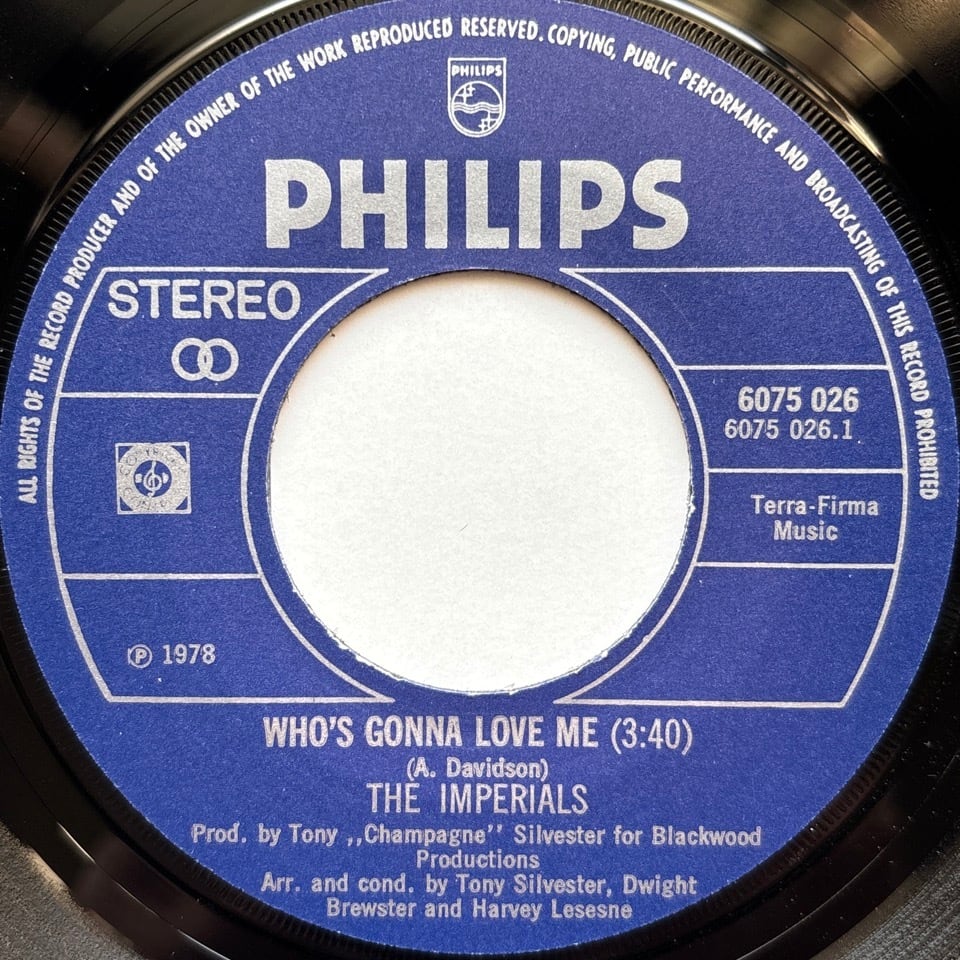 ALL RIGHTS OF THE RECORD PRODUCER AND OF THE OWNER OF THE WORK REPRODUCED RESERVED. COPYING, PUBLIC PERFORMANCE AND BROADCASTING OF THIS RECORD PROHIBITED
PHILIPS
PHILIPS
STEREO
6075 026
6075 026.1
Terra-Firma
Music
℗ 1978
WHO'S GONNA LOVE ME (3:40)
(A. Davidson)
THE IMPERIALS
Prod. by Tony ,,Champagne'' Silvester for Blackwood
Productions
Arr. and cond. by Tony Silvester, Dwight
Brewster and Harvey Lesesne